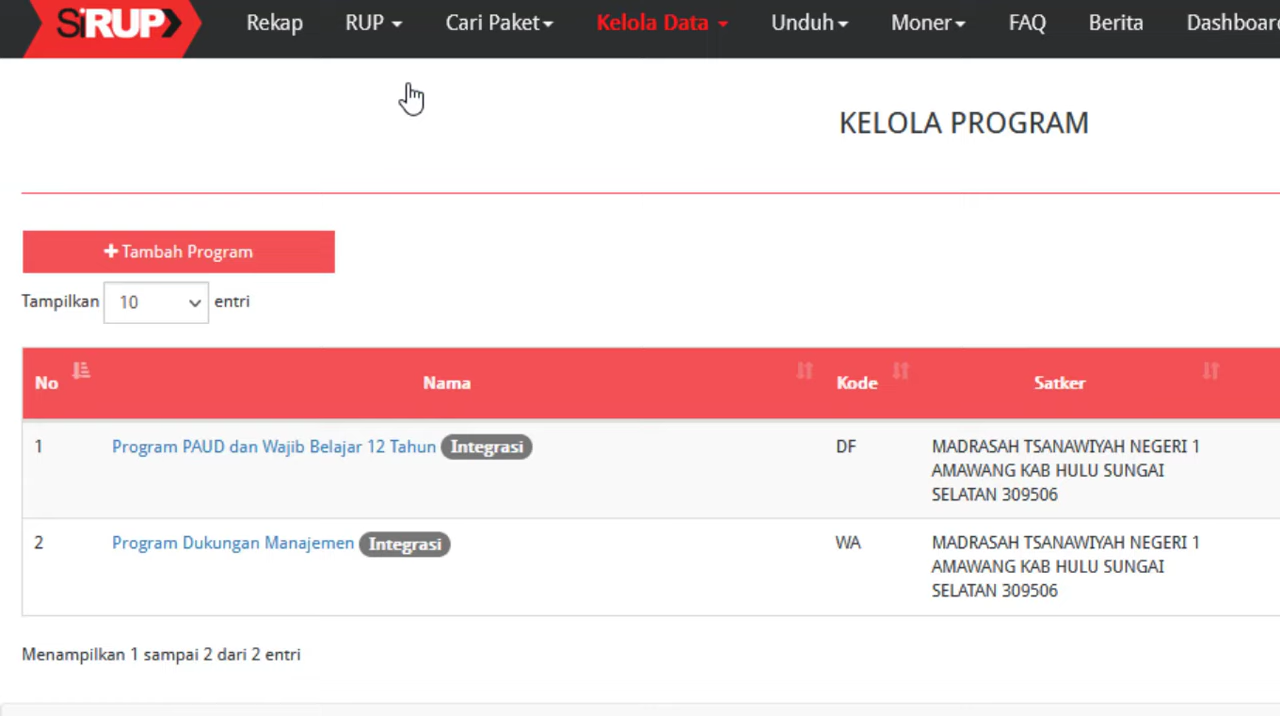 SiRUP Rekap RUP Cari Paket Kelola Data Unduh Moner FAQ Berita Dashboar
KELOLA PROGRAM
+ Tambah Program
Tampilkan 10 entri
No Nama Kode Satker
1 Program PAUD dan Wajib Belajar 12 Tahun Integrasi DF MADRASAH TSANAWIYAH NEGERI 1
AMAWANG KAB HULU SUNGAI
SELATAN 309506
2 Program Dukungan Manajemen Integrasi WA MADRASAH TSANAWIYAH NEGERI 1
AMAWANG KAB HULU SUNGAI
SELATAN 309506
Menampilkan 1 sampai 2 dari 2 entri